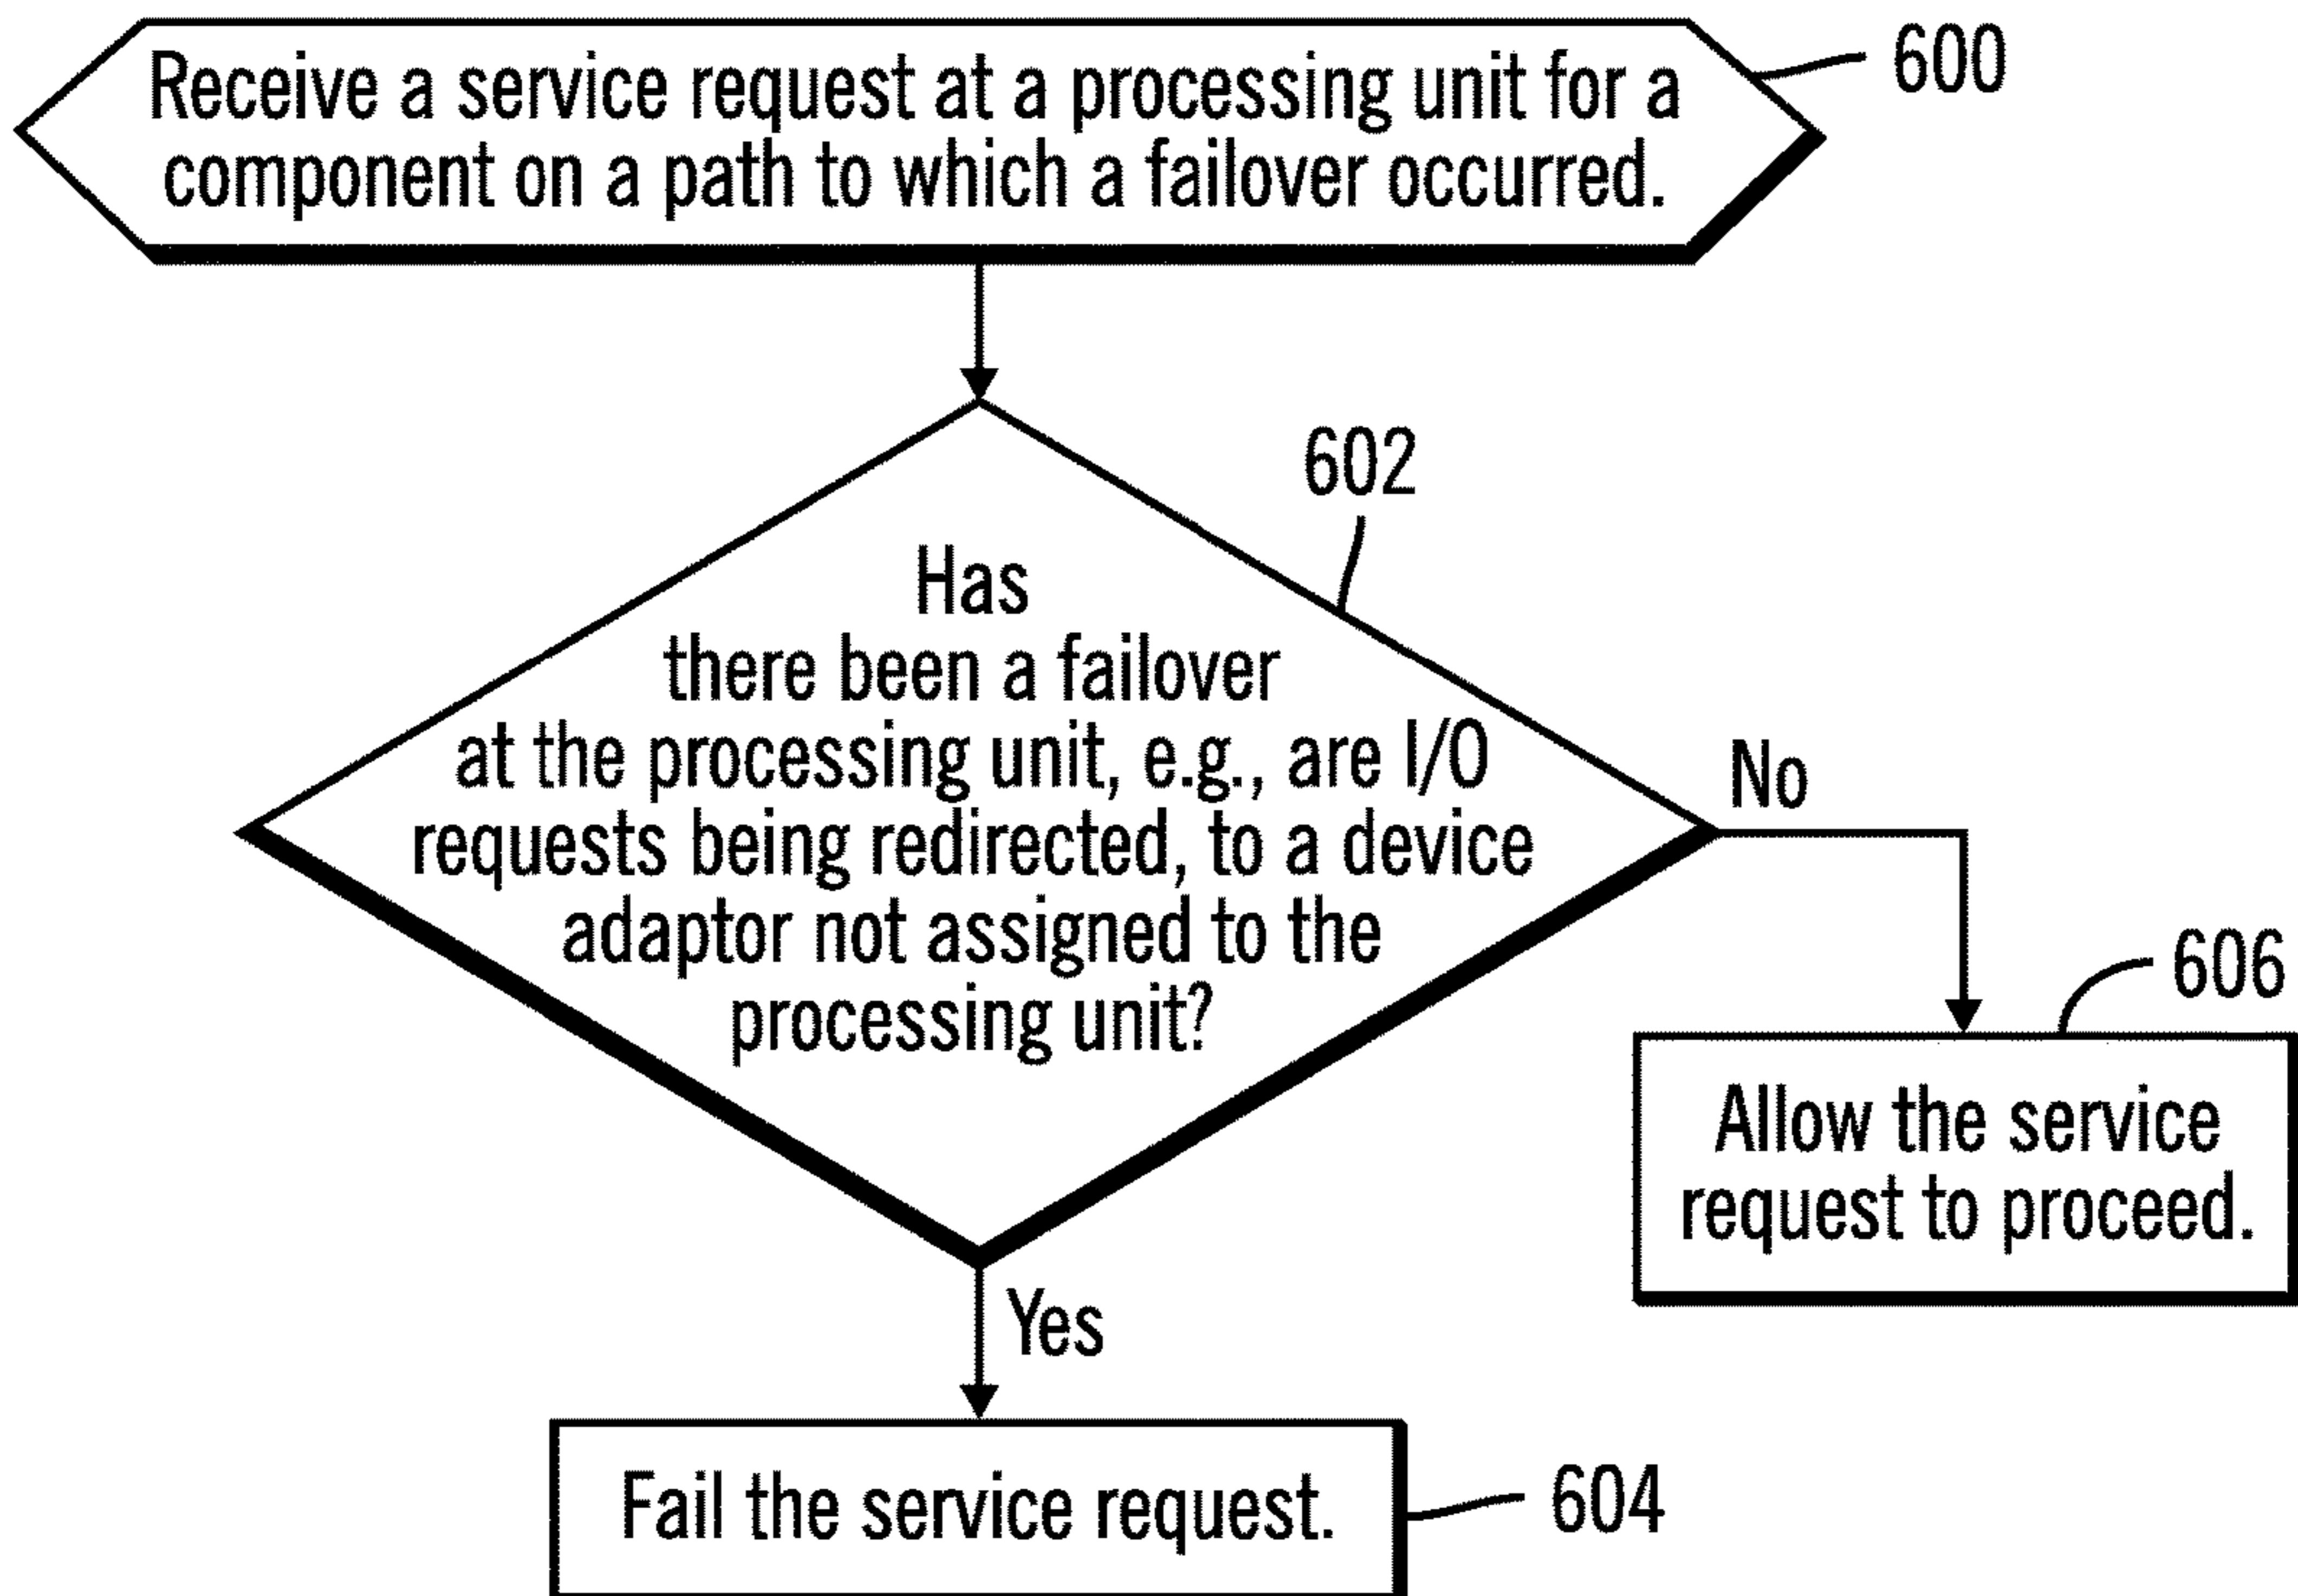 Receive a service request at a processing unit for a
component on a path to which a failover occurred.
600
602
Has
there been a failover
at the processing unit, e.g., are I/O
requests being redirected, to a device
adaptor not assigned to the
processing unit?
No
606
Allow the service
request to proceed.
Yes
Fail the service request.
604